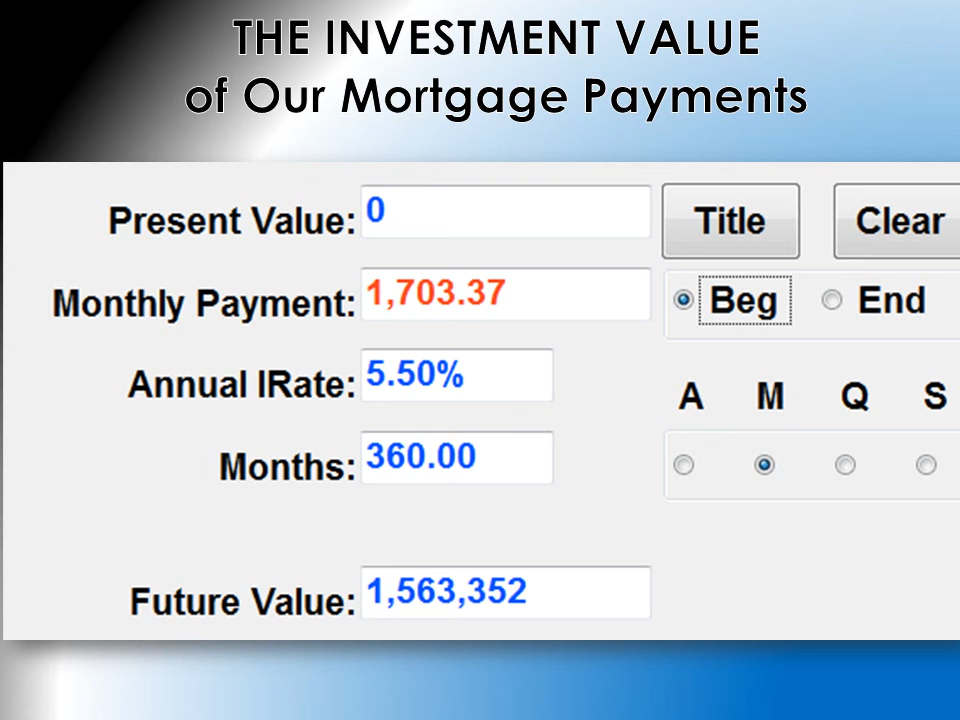 THE INVESTMENT VALUE
of Our Mortgage Payments
Present Value: 0 Title Clear
Monthly Payment: 1,703.37 Beg End
Annual IRate: 5.50% A M Q S
Months: 360.00
Future Value: 1,563,352